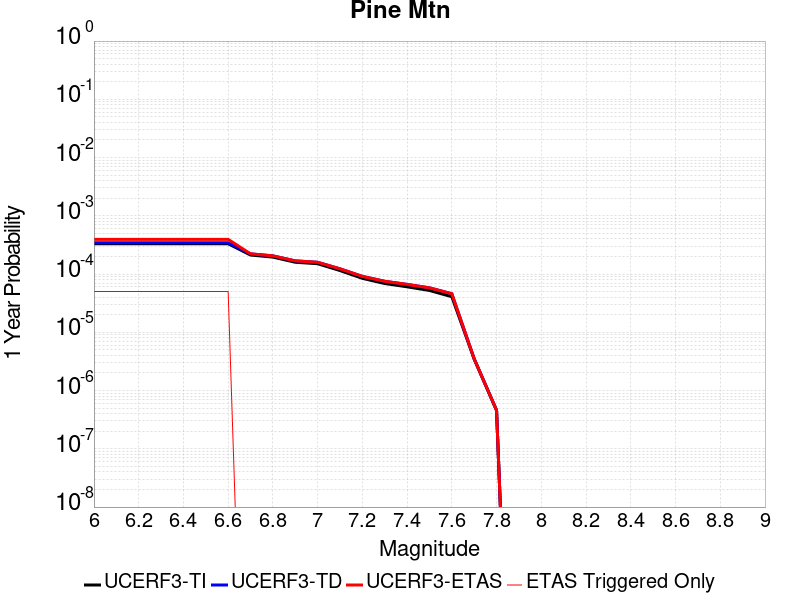 Pine Mtn
10^0
10^-1
10^-2
10^-3
10^-4
10^-5
10^-6
10^-7
10^-8
1 Year Probability
6 6.2 6.4 6.6 6.8 7 7.2 7.4 7.6 7.8 8 8.2 8.4 8.6 8.8 9
Magnitude
UCERF3-TI UCERF3-TD UCERF3-ETAS ETAS Triggered Only